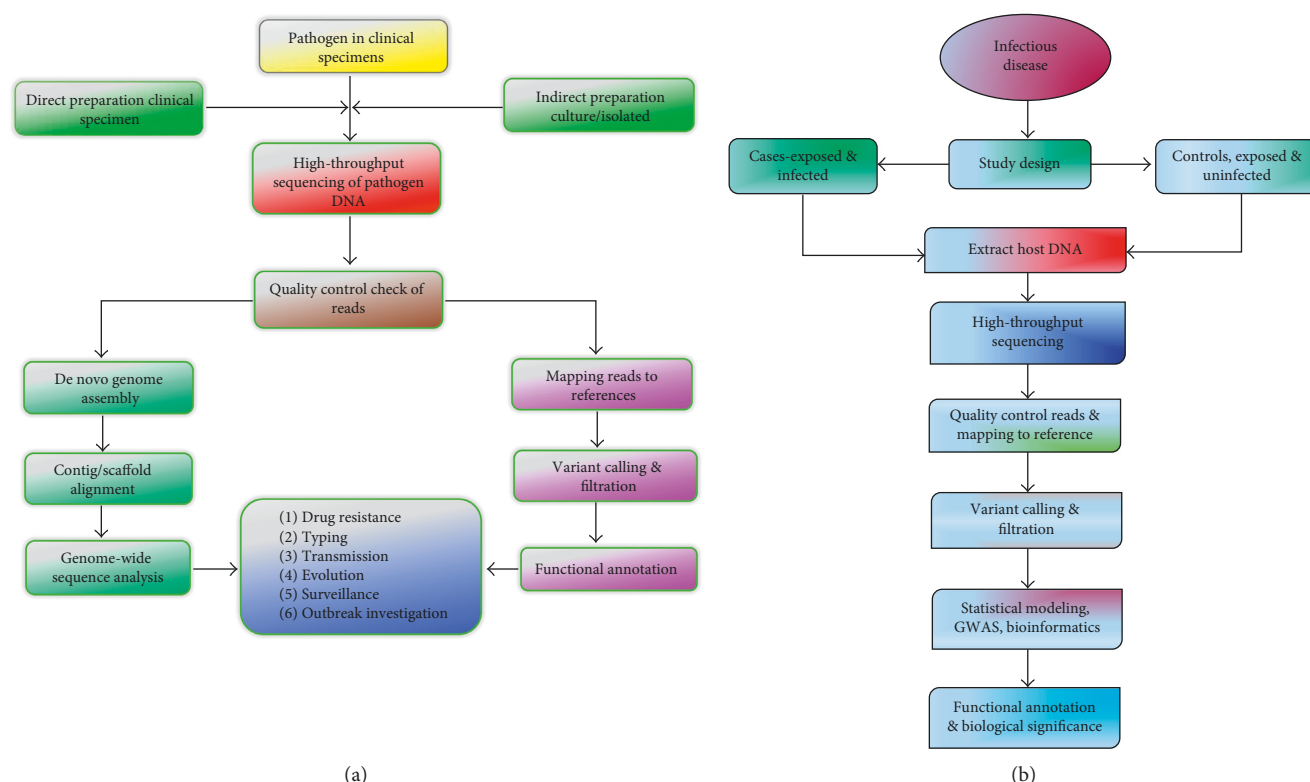 Pathogen in clinical
specimens
Direct preparation clinical
specimen
Indirect preparation
culture/isolated
High-throughput
sequencing of pathogen
DNA
Quality control check of
reads
De novo genome
assembly
Mapping reads to
references
Contig/scaffold
alignment
Variant calling &
filtration
Genome-wide
sequence analysis
(1) Drug resistance
(2) Typing
(3) Transmission
(4) Evolution
(5) Surveillance
(6) Outbreak investigation
Functional annotation
(a)
Infectious
disease
Cases-exposed &
infected
Study design
Controls, exposed &
uninfected
Extract host DNA
High-throughput
sequencing
Quality control reads &
mapping to reference
Variant calling &
filtration
Statistical modeling,
GWAS, bioinformatics
Functional annotation
& biological significance
(b)